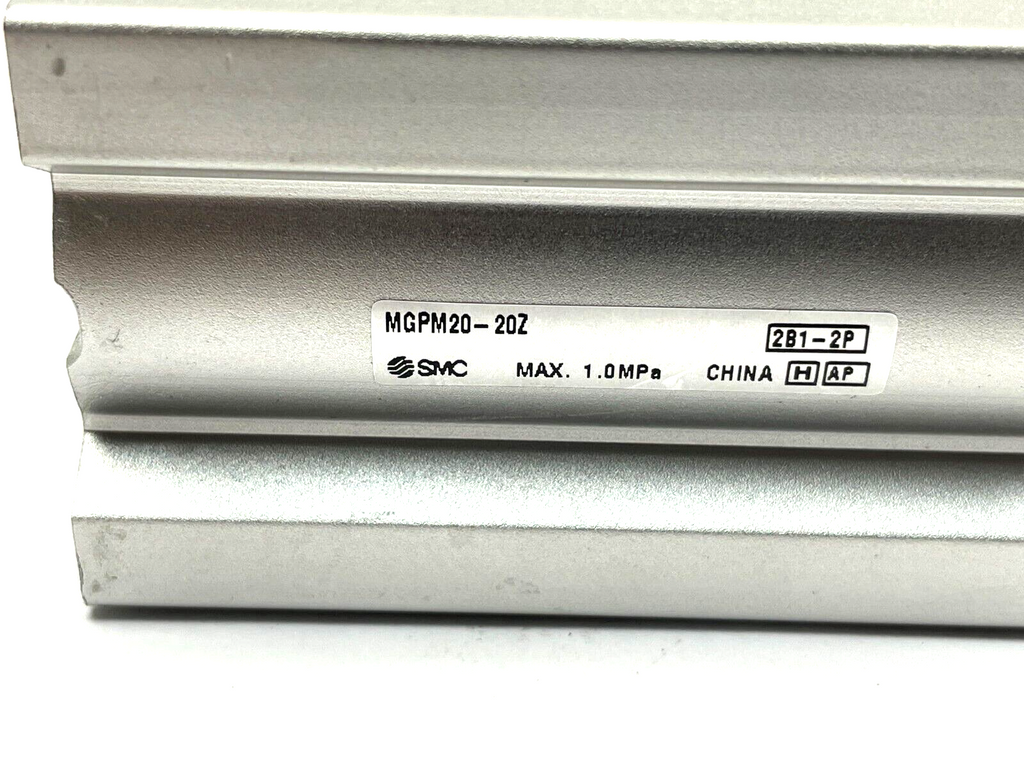 MGPM20-20Z
2B1-2P
SMC MAX. 1.0MPa CHINA H AP